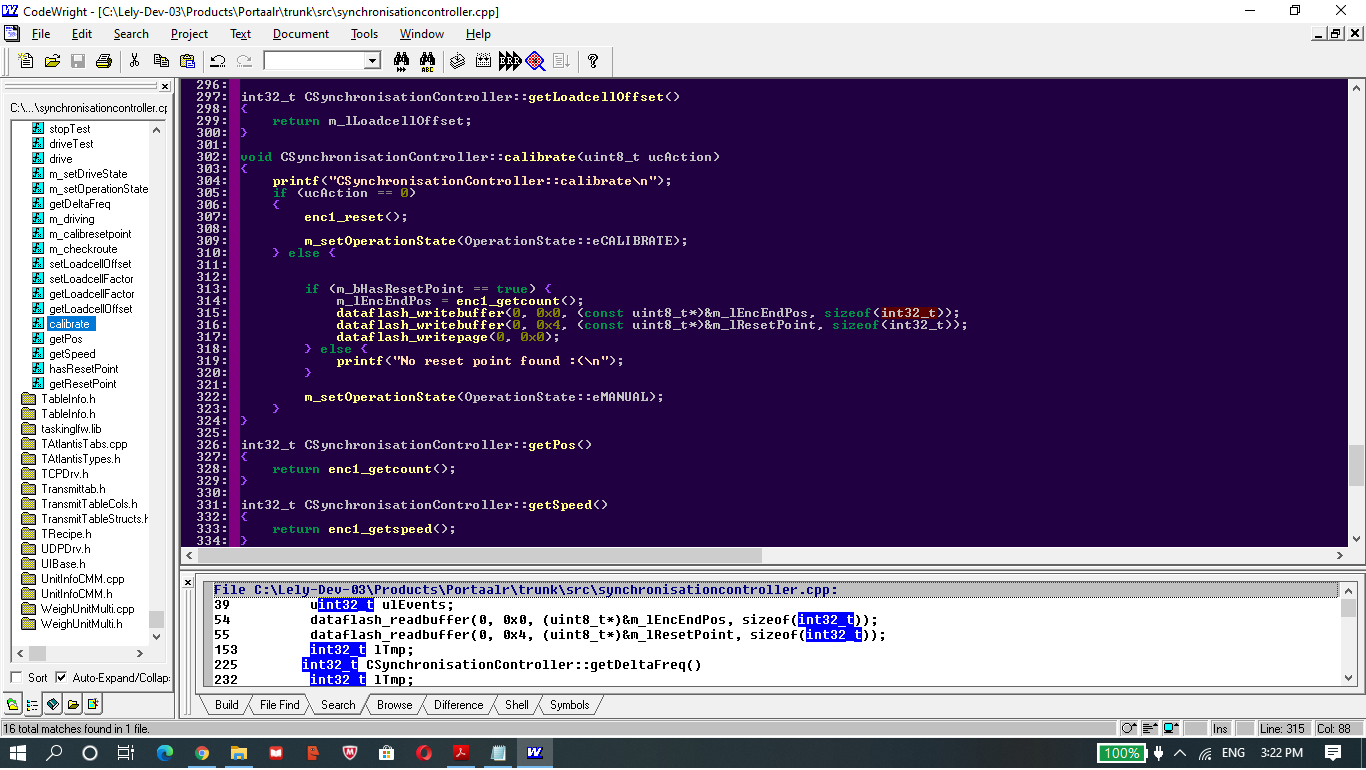 CodeWright - [C:\Lely-Dev-03\Products\Portaalr\trunk\src\synchronisationcontroller.cpp]
File Edit Search Project Text Document Tools Window Help
C:\...\synchronisationcontroller.cp
stopTest
driveTest
drive
m_setDriveState
m_setOperationState
getDeltaFreq
m_driving
m_calibresetpoint
m_checkroute
setLoadcellOffset
setLoadcellFactor
getLoadcellFactor
getLoadcellOffset
calibrate
getPos
getSpeed
hasResetPoint
getResetPoint
TableInfo.h
TableInfo.h
taskinglfw.lib
TAtlantisTabs.cpp
TAtlantisTypes.h
TCPDrv.h
Transmittab.h
TransmitTableCols.h
TransmitTableStructs.h
TRecipe.h
UDPDrv.h
UIBase.h
UnitInfoCMM.cpp
UnitInfoCMM.h
WeighUnitMulti.cpp
WeighUnitMulti.h
Sort Auto-Expand/Collap:
296:
297: int32_t CSynchronisationController::getLoadcellOffset()
298: {
299: return m_lLoadcellOffset;
300: }
301:
302: void CSynchronisationController::calibrate(uint8_t ucAction)
303: {
304: printf("CSynchronisationController::calibrate\n");
305: if (ucAction == 0)
306: {
307: enc1_reset();
308:
309: m_setOperationState(OperationState::eCALIBRATE);
310: } else {
311:
312:
313: if (m_bHasResetPoint == true) {
314: m_lEncEndPos = enc1_getcount();
315: dataflash_writebuffer(0, 0x0, (const uint8_t*)&m_lEncEndPos, sizeof(int32_t));
316: dataflash_writebuffer(0, 0x4, (const uint8_t*)&m_lResetPoint, sizeof(int32_t));
317: dataflash_writepage(0, 0x0);
318: } else {
319: printf("No reset point found :(\n");
320: }
321:
322: m_setOperationState(OperationState::eMANUAL);
323: }
324: }
325:
326: int32_t CSynchronisationController::getPos()
327: {
328: return enc1_getcount();
329: }
330:
331: int32_t CSynchronisationController::getSpeed()
332: {
333: return enc1_getspeed();
334: }
File C:\Lely-Dev-03\Products\Portaalr\trunk\src\synchronisationcontroller.cpp:
39 uint32_t ulEvents;
54 dataflash_readbuffer(0, 0x0, (uint8_t*)&m_lEncEndPos, sizeof(int32_t));
55 dataflash_readbuffer(0, 0x4, (uint8_t*)&m_lResetPoint, sizeof(int32_t));
153 int32_t lTmp;
225 int32_t CSynchronisationController::getDeltaFreq()
232 int32_t lTmp;
Build File Find Search Browse Difference Shell Symbols
16 total matches found in 1 file. Ins Line: 315 Col: 88
100% ENG 3:22 PM